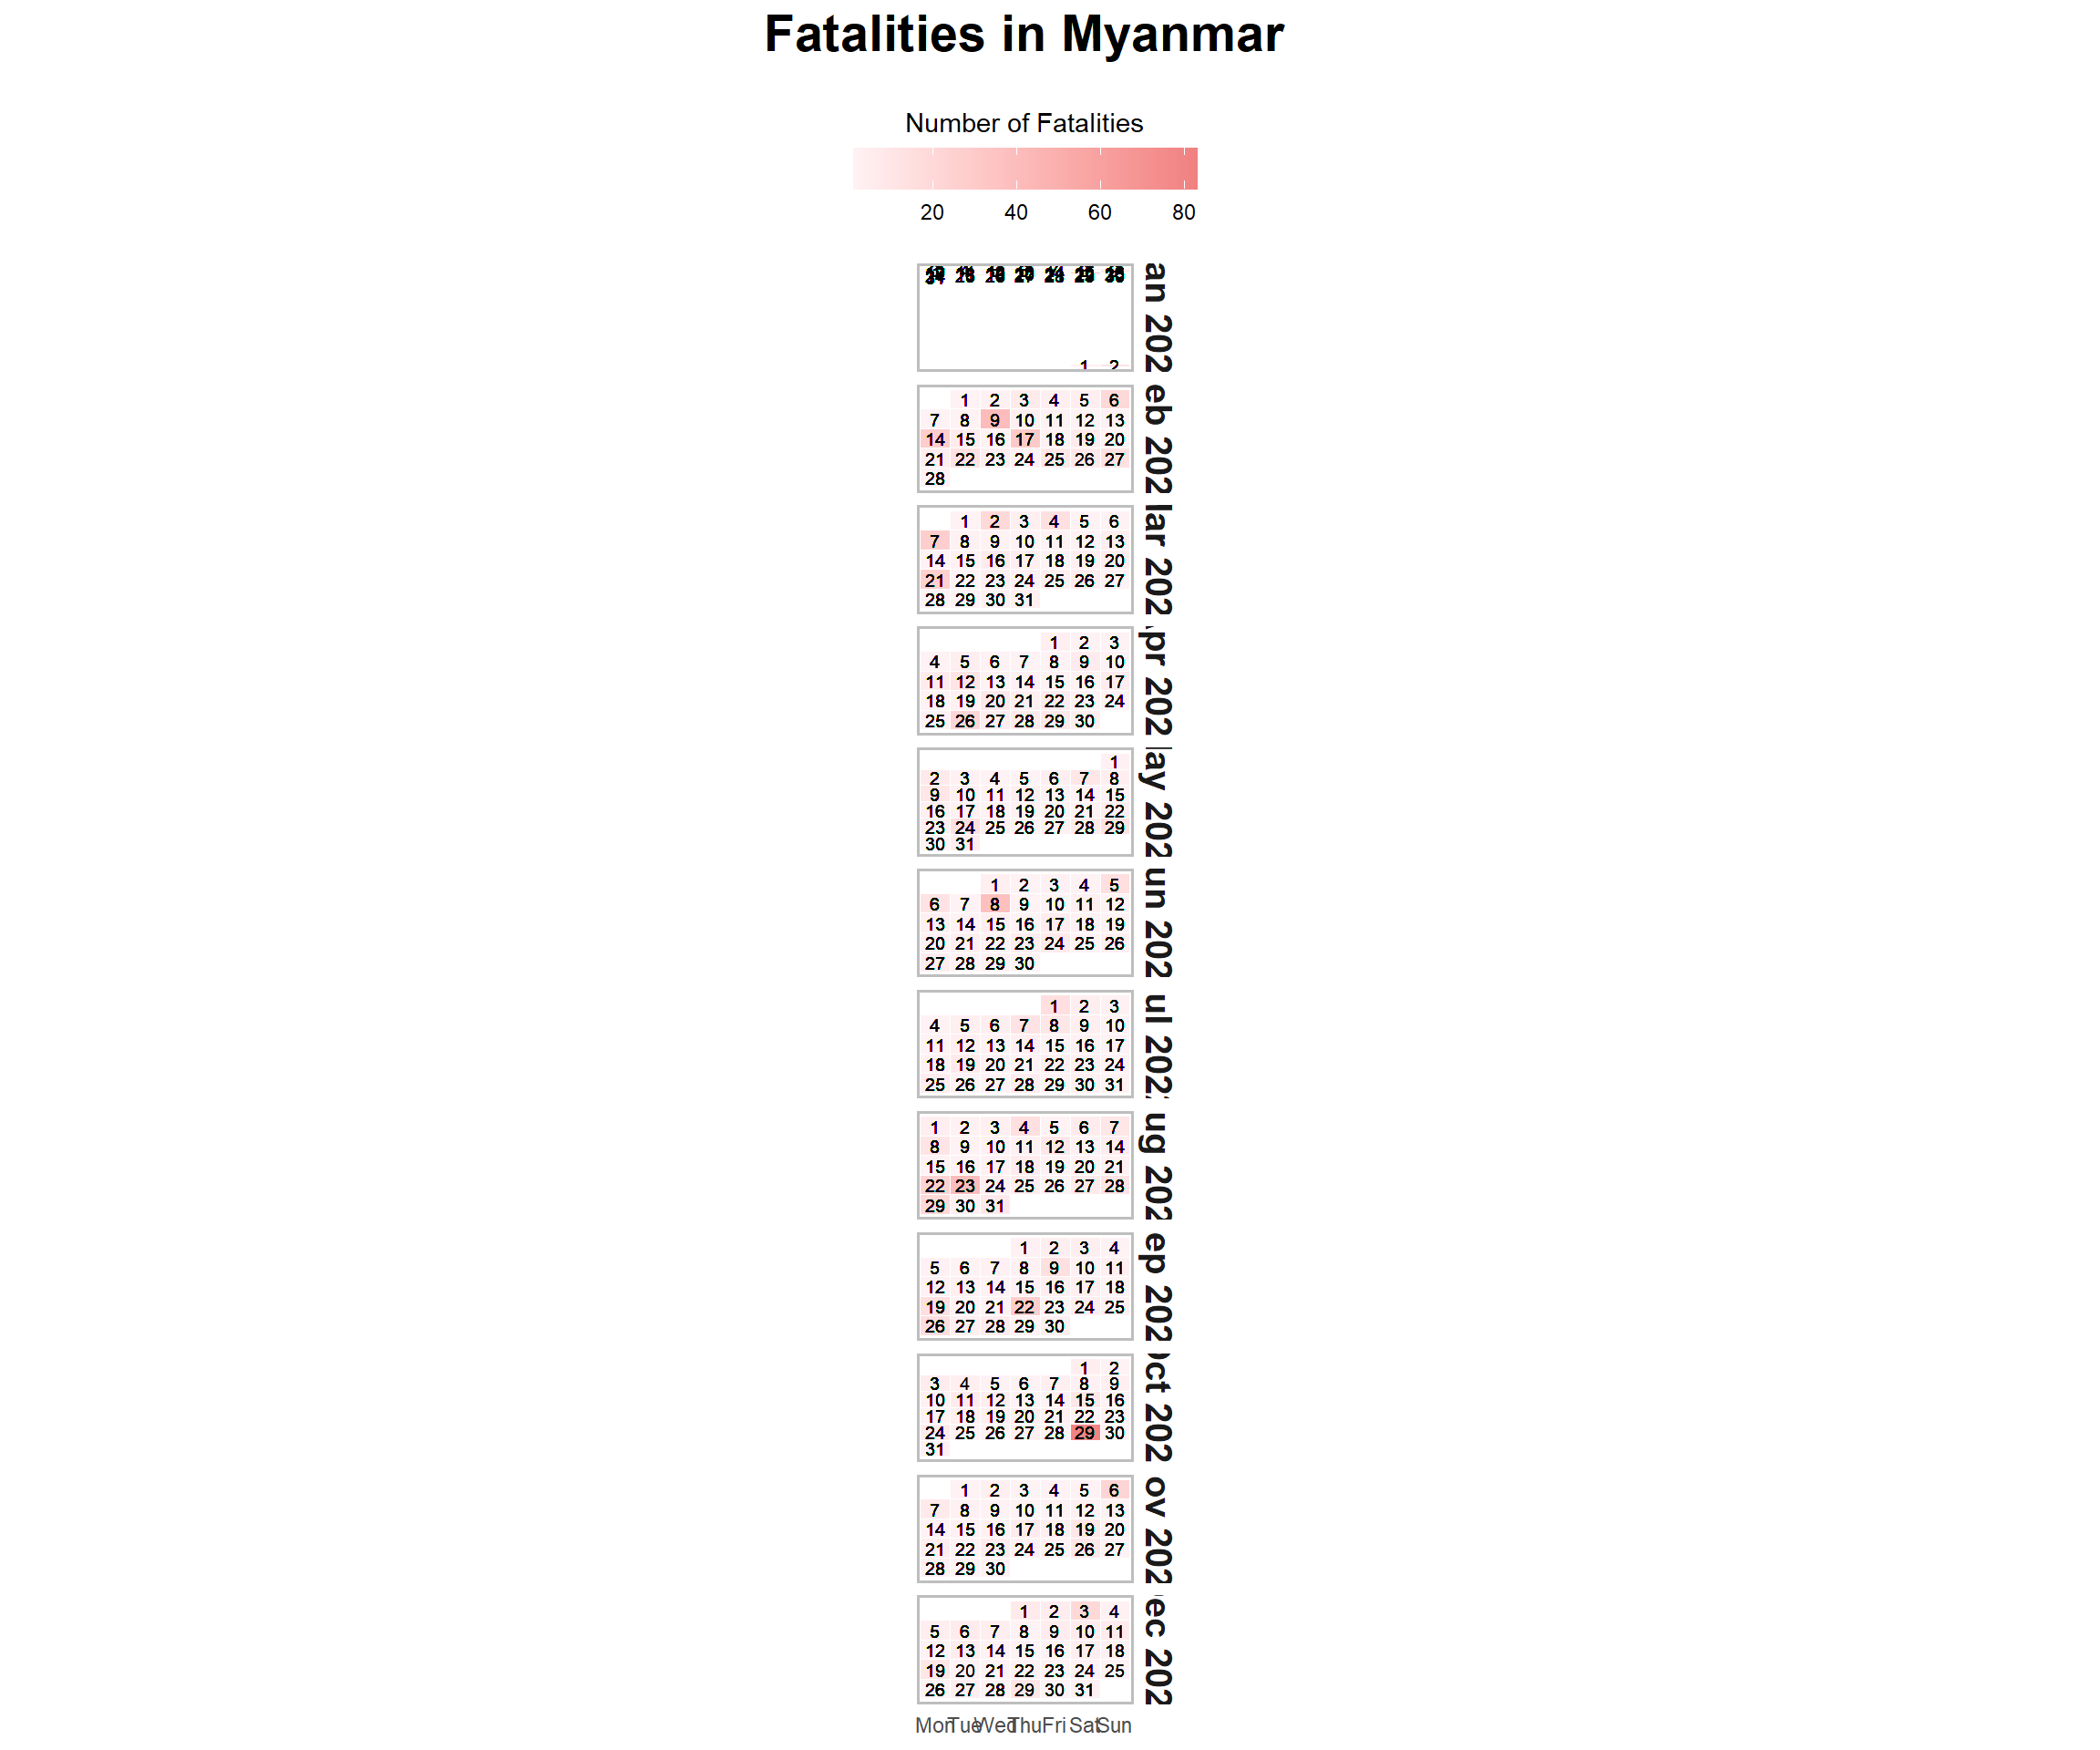 Fatalities in Myanmar
Number of Fatalities
20 40 60 80
an 202
1 2
eb 202
1 2 3 4 5 6
7 8 9 10 11 12 13
14 15 16 17 18 19 20
21 22 23 24 25 26 27
28
ar 202
1 2 3 4 5 6
7 8 9 10 11 12 13
14 15 16 17 18 19 20
21 22 23 24 25 26 27
28 29 30 31
pr 202
1 2 3
4 5 6 7 8 9 10
11 12 13 14 15 16 17
18 19 20 21 22 23 24
25 26 27 28 29 30
ay 202
1
2 3 4 5 6 7 8
9 10 11 12 13 14 15
16 17 18 19 20 21 22
23 24 25 26 27 28 29
30 31
un 202
1 2 3 4 5
6 7 8 9 10 11 12
13 14 15 16 17 18 19
20 21 22 23 24 25 26
27 28 29 30
ul 202
1 2 3
4 5 6 7 8 9 10
11 12 13 14 15 16 17
18 19 20 21 22 23 24
25 26 27 28 29 30 31
ug 202
1 2 3 4 5 6 7
8 9 10 11 12 13 14
15 16 17 18 19 20 21
22 23 24 25 26 27 28
29 30 31
ep 202
1 2 3 4
5 6 7 8 9 10 11
12 13 14 15 16 17 18
19 20 21 22 23 24 25
26 27 28 29 30
ct 202
1 2
3 4 5 6 7 8 9
10 11 12 13 14 15 16
17 18 19 20 21 22 23
24 25 26 27 28 29 30
31
ov 202
1 2 3 4 5 6
7 8 9 10 11 12 13
14 15 16 17 18 19 20
21 22 23 24 25 26 27
28 29 30
ec 202
1 2 3 4
5 6 7 8 9 10 11
12 13 14 15 16 17 18
19 20 21 22 23 24 25
26 27 28 29 30 31
Mon Tue Wed Thu Fri Sat Sun